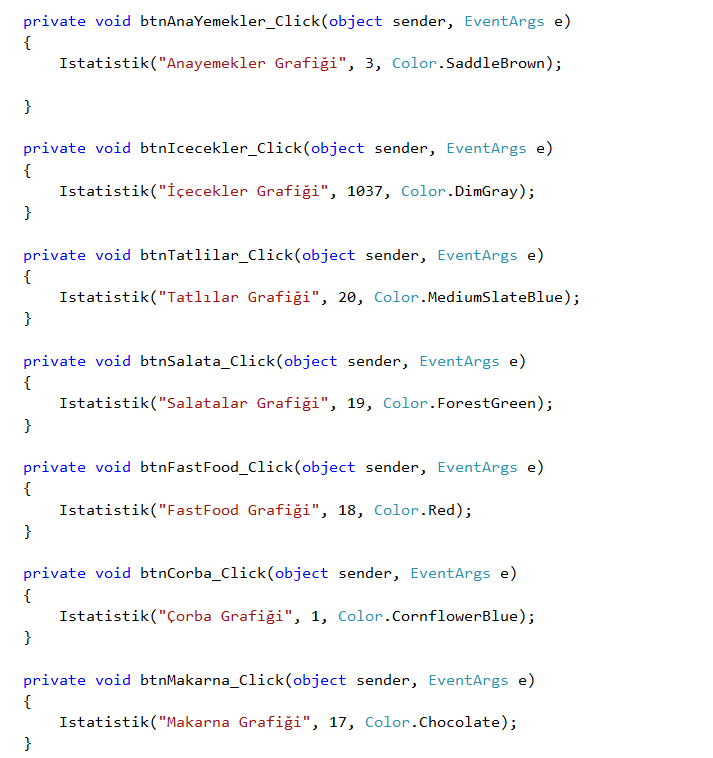 private void btnAnaYemekler_Click(object sender, EventArgs e)
{
    Istatistik("Anayemekler Grafiği", 3, Color.SaddleBrown);

}

private void btnIcecekler_Click(object sender, EventArgs e)
{
    Istatistik("İçecekler Grafiği", 1037, Color.DimGray);
}

private void btnTatlilar_Click(object sender, EventArgs e)
{
    Istatistik("Tatlılar Grafiği", 20, Color.MediumSlateBlue);
}

private void btnSalata_Click(object sender, EventArgs e)
{
    Istatistik("Salatalar Grafiği", 19, Color.ForestGreen);
}

private void btnFastFood_Click(object sender, EventArgs e)
{
    Istatistik("FastFood Grafiği", 18, Color.Red);
}

private void btnCorba_Click(object sender, EventArgs e)
{
    Istatistik("Çorba Grafiği", 1, Color.CornflowerBlue);
}

private void btnMakarna_Click(object sender, EventArgs e)
{
    Istatistik("Makarna Grafiği", 17, Color.Chocolate);
}